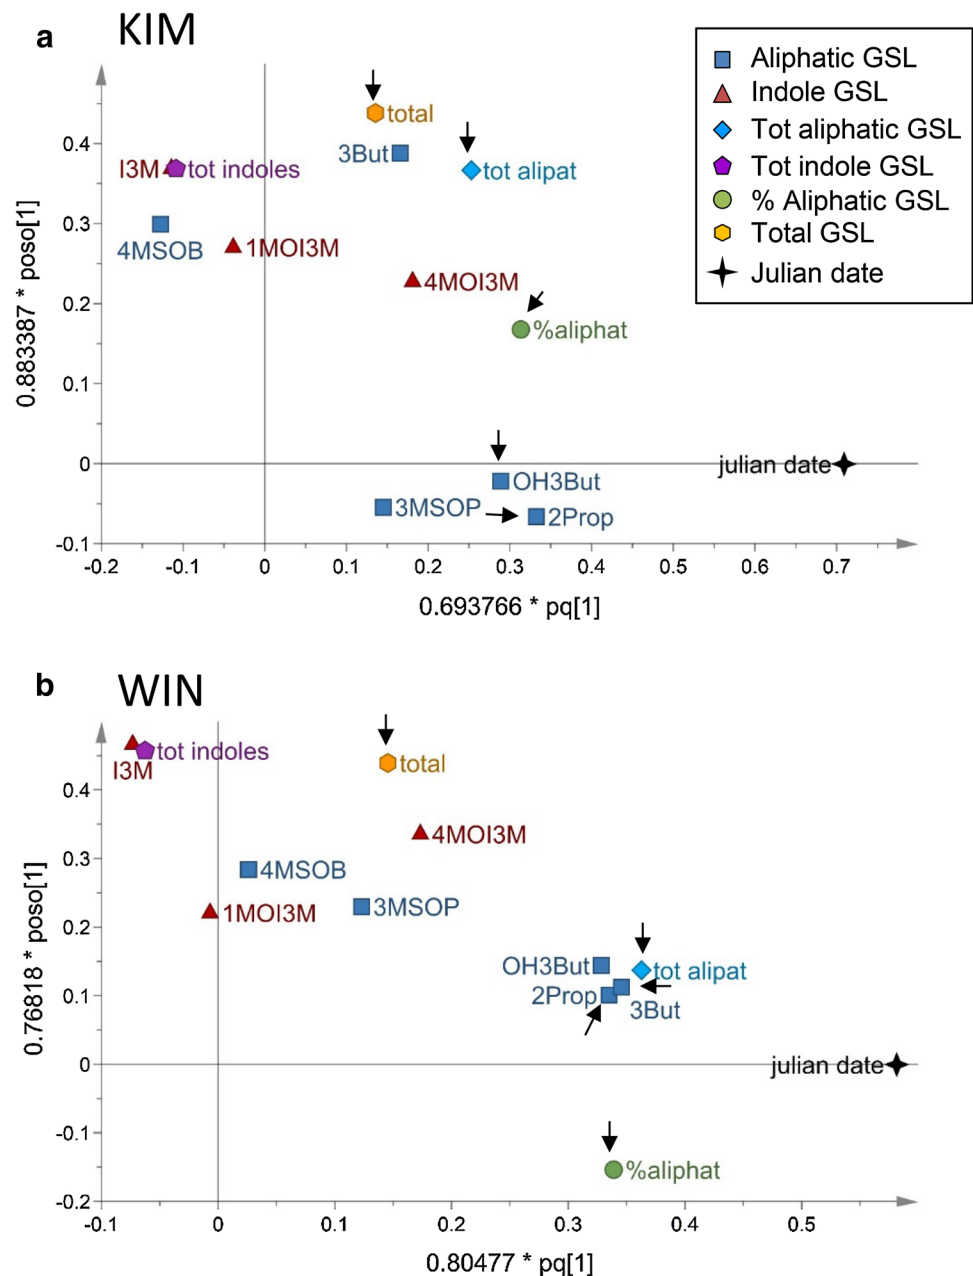 a KIM
Aliphatic GSL
Indole GSL
Tot aliphatic GSL
Tot indole GSL
% Aliphatic GSL
Total GSL
Julian date
total
3But
tot alipat
I3M tot indoles
4MSOB
1MOI3M
4MOI3M
%aliphat
julian date
OH3But
3MSOP
2Prop
0.4
0.3
0.2
0.1
0
-0.1
0.883387 * poso[1]
-0.2 -0.1 0 0.1 0.2 0.3 0.4 0.5 0.6 0.7
0.693766 * pq[1]
b WIN
tot indoles
I3M
total
4MOI3M
4MSOB
3MSOP
1MOI3M
OH3But
tot alipat
2Prop
3But
julian date
%aliphat
0.4
0.3
0.2
0.1
0
-0.1
-0.2
0.76818 * poso[1]
-0.1 0 0.1 0.2 0.3 0.4 0.5
0.80477 * pq[1]